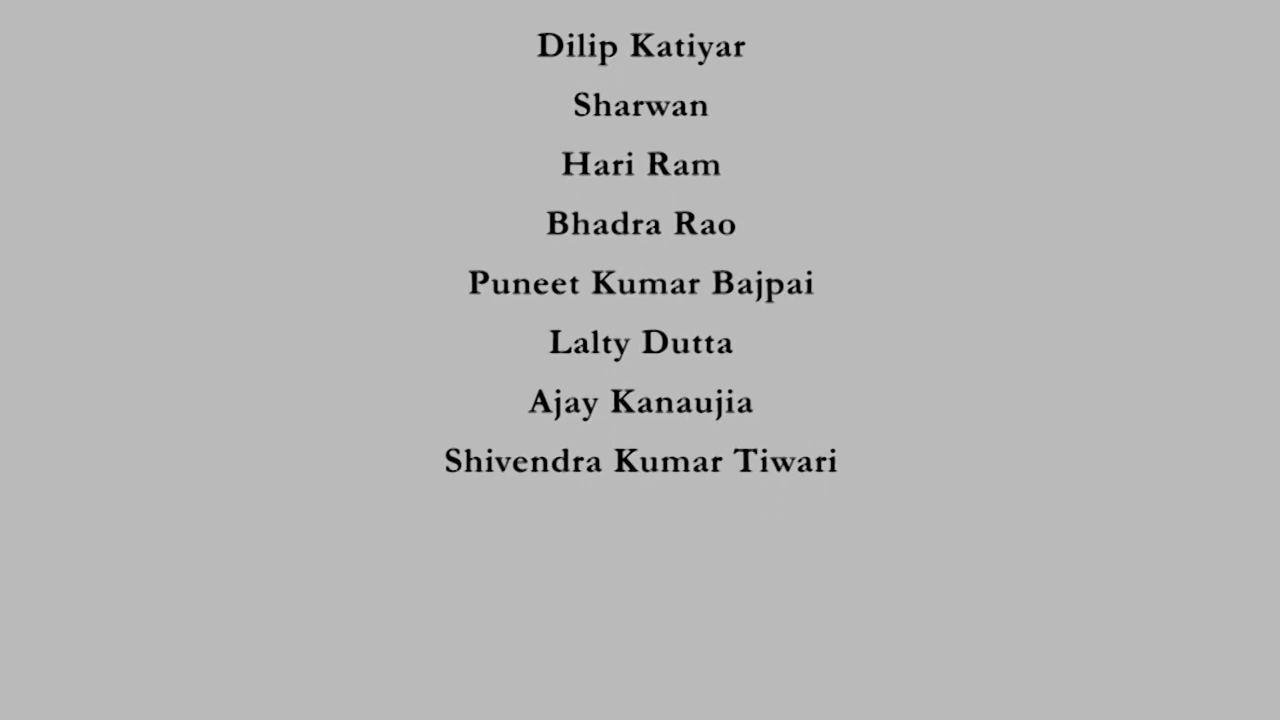 Dilip Katiyar
Sharwan
Hari Ram
Bhadra Rao
Puneet Kumar Bajpai
Lalty Dutta
Ajay Kanaujia
Shivendra Kumar Tiwari